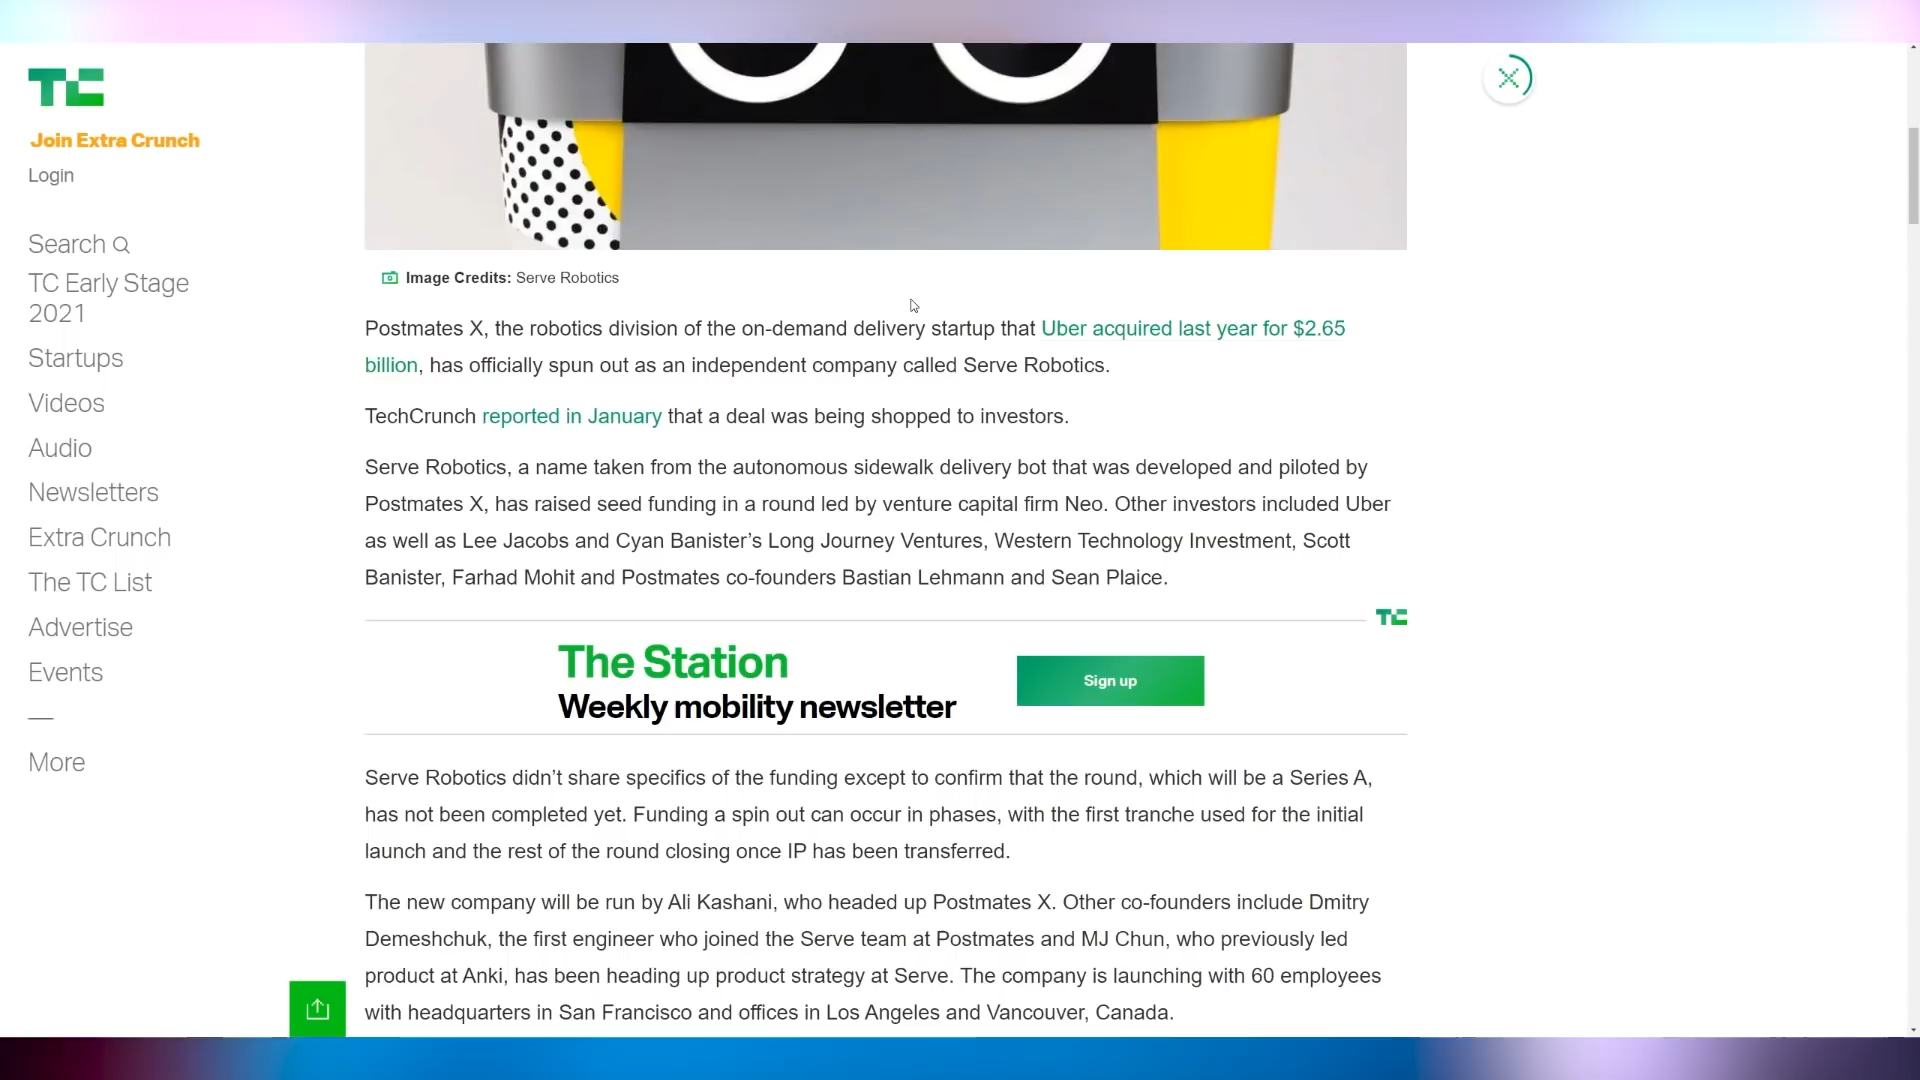 TC
Join Extra Crunch
Login
Search
TC Early Stage
2021
Startups
Videos
Audio
Newsletters
Extra Crunch
The TC List
Advertise
Events
—
More
Image Credits: Serve Robotics
Postmates X, the robotics division of the on-demand delivery startup that Uber acquired last year for $2.65
billion, has officially spun out as an independent company called Serve Robotics.
TechCrunch reported in January that a deal was being shopped to investors.
Serve Robotics, a name taken from the autonomous sidewalk delivery bot that was developed and piloted by
Postmates X, has raised seed funding in a round led by venture capital firm Neo. Other investors included Uber
as well as Lee Jacobs and Cyan Banister’s Long Journey Ventures, Western Technology Investment, Scott
Banister, Farhad Mohit and Postmates co-founders Bastian Lehmann and Sean Plaice.
TC
The Station
Weekly mobility newsletter
Sign up
Serve Robotics didn’t share specifics of the funding except to confirm that the round, which will be a Series A,
has not been completed yet. Funding a spin out can occur in phases, with the first tranche used for the initial
launch and the rest of the round closing once IP has been transferred.
The new company will be run by Ali Kashani, who headed up Postmates X. Other co-founders include Dmitry
Demeshchuk, the first engineer who joined the Serve team at Postmates and MJ Chun, who previously led
product at Anki, has been heading up product strategy at Serve. The company is launching with 60 employees
with headquarters in San Francisco and offices in Los Angeles and Vancouver, Canada.